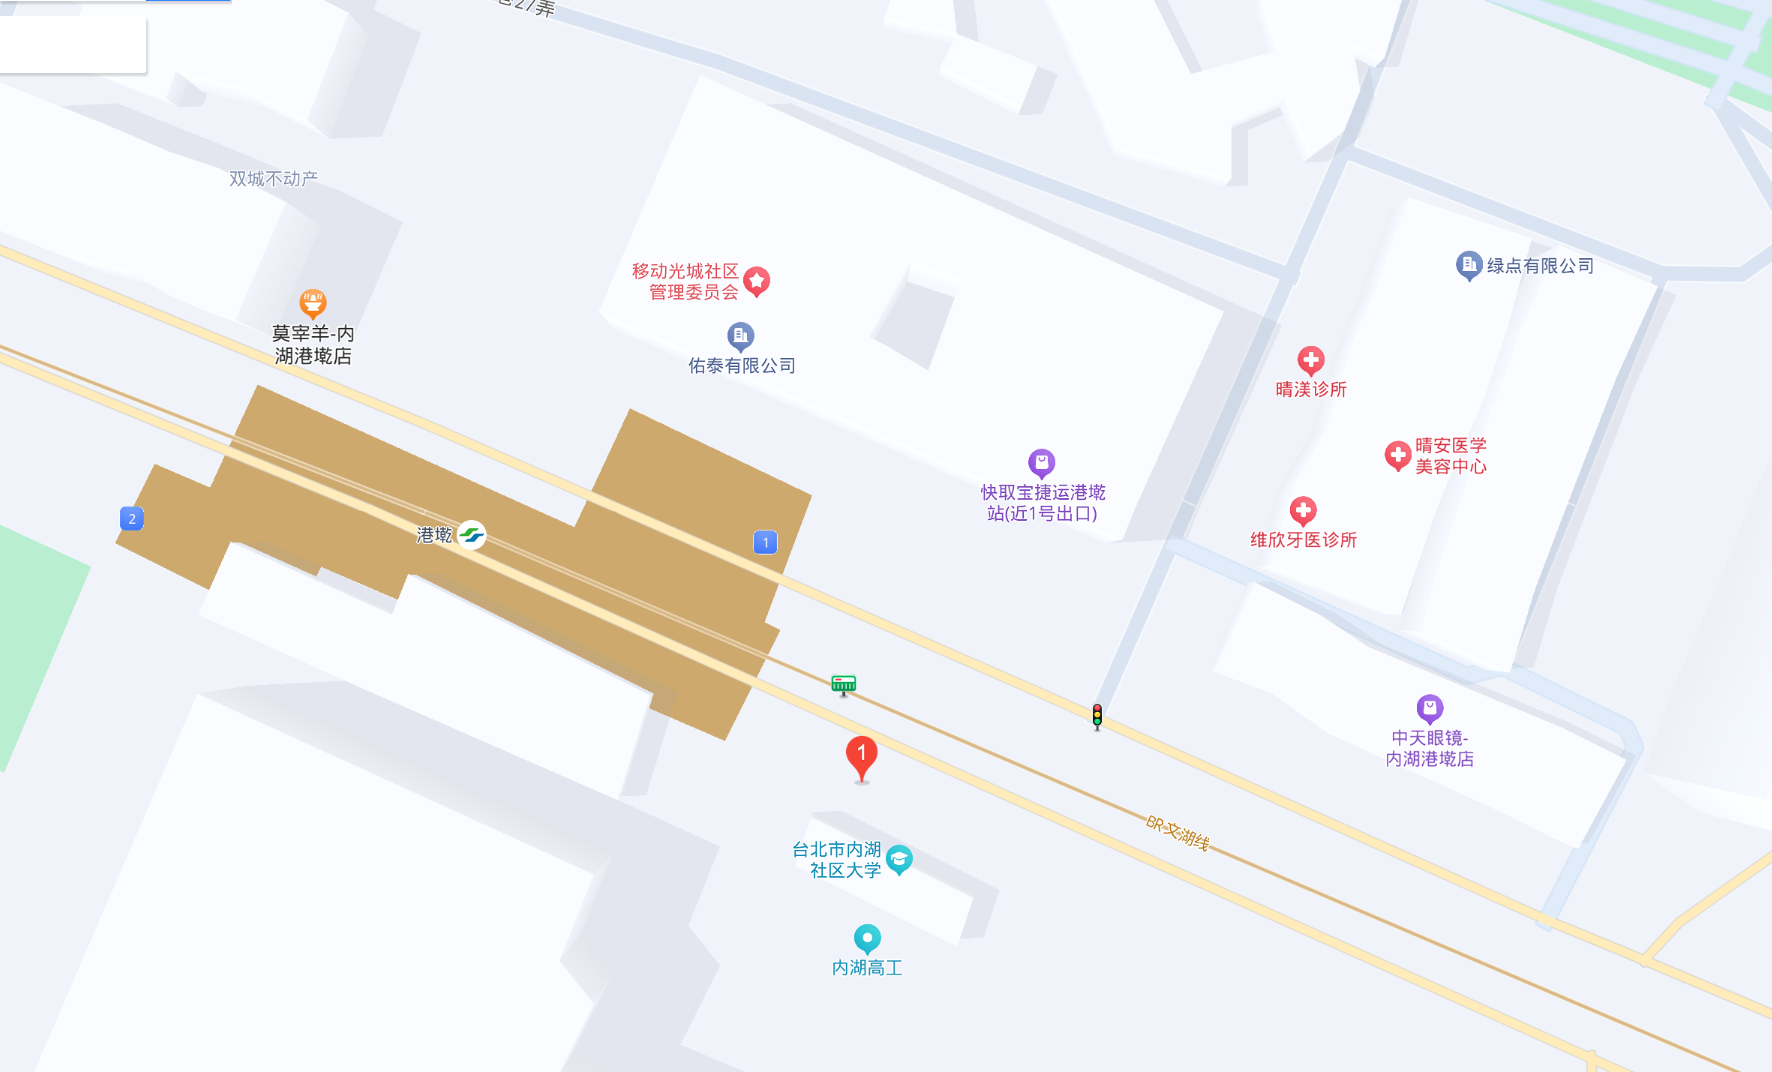 巷27弄
双城不动产
移动光城社区
管理委员会
绿点有限公司
莫宰羊-内
湖港墘店
佑泰有限公司
晴渼诊所
晴安医学
美容中心
快取宝捷运港墘
站(近1号出口)
维欣牙医诊所
2
港墘
1
中天眼镜-
内湖港墘店
1
BR文湖线
台北市内湖
社区大学
内湖高工